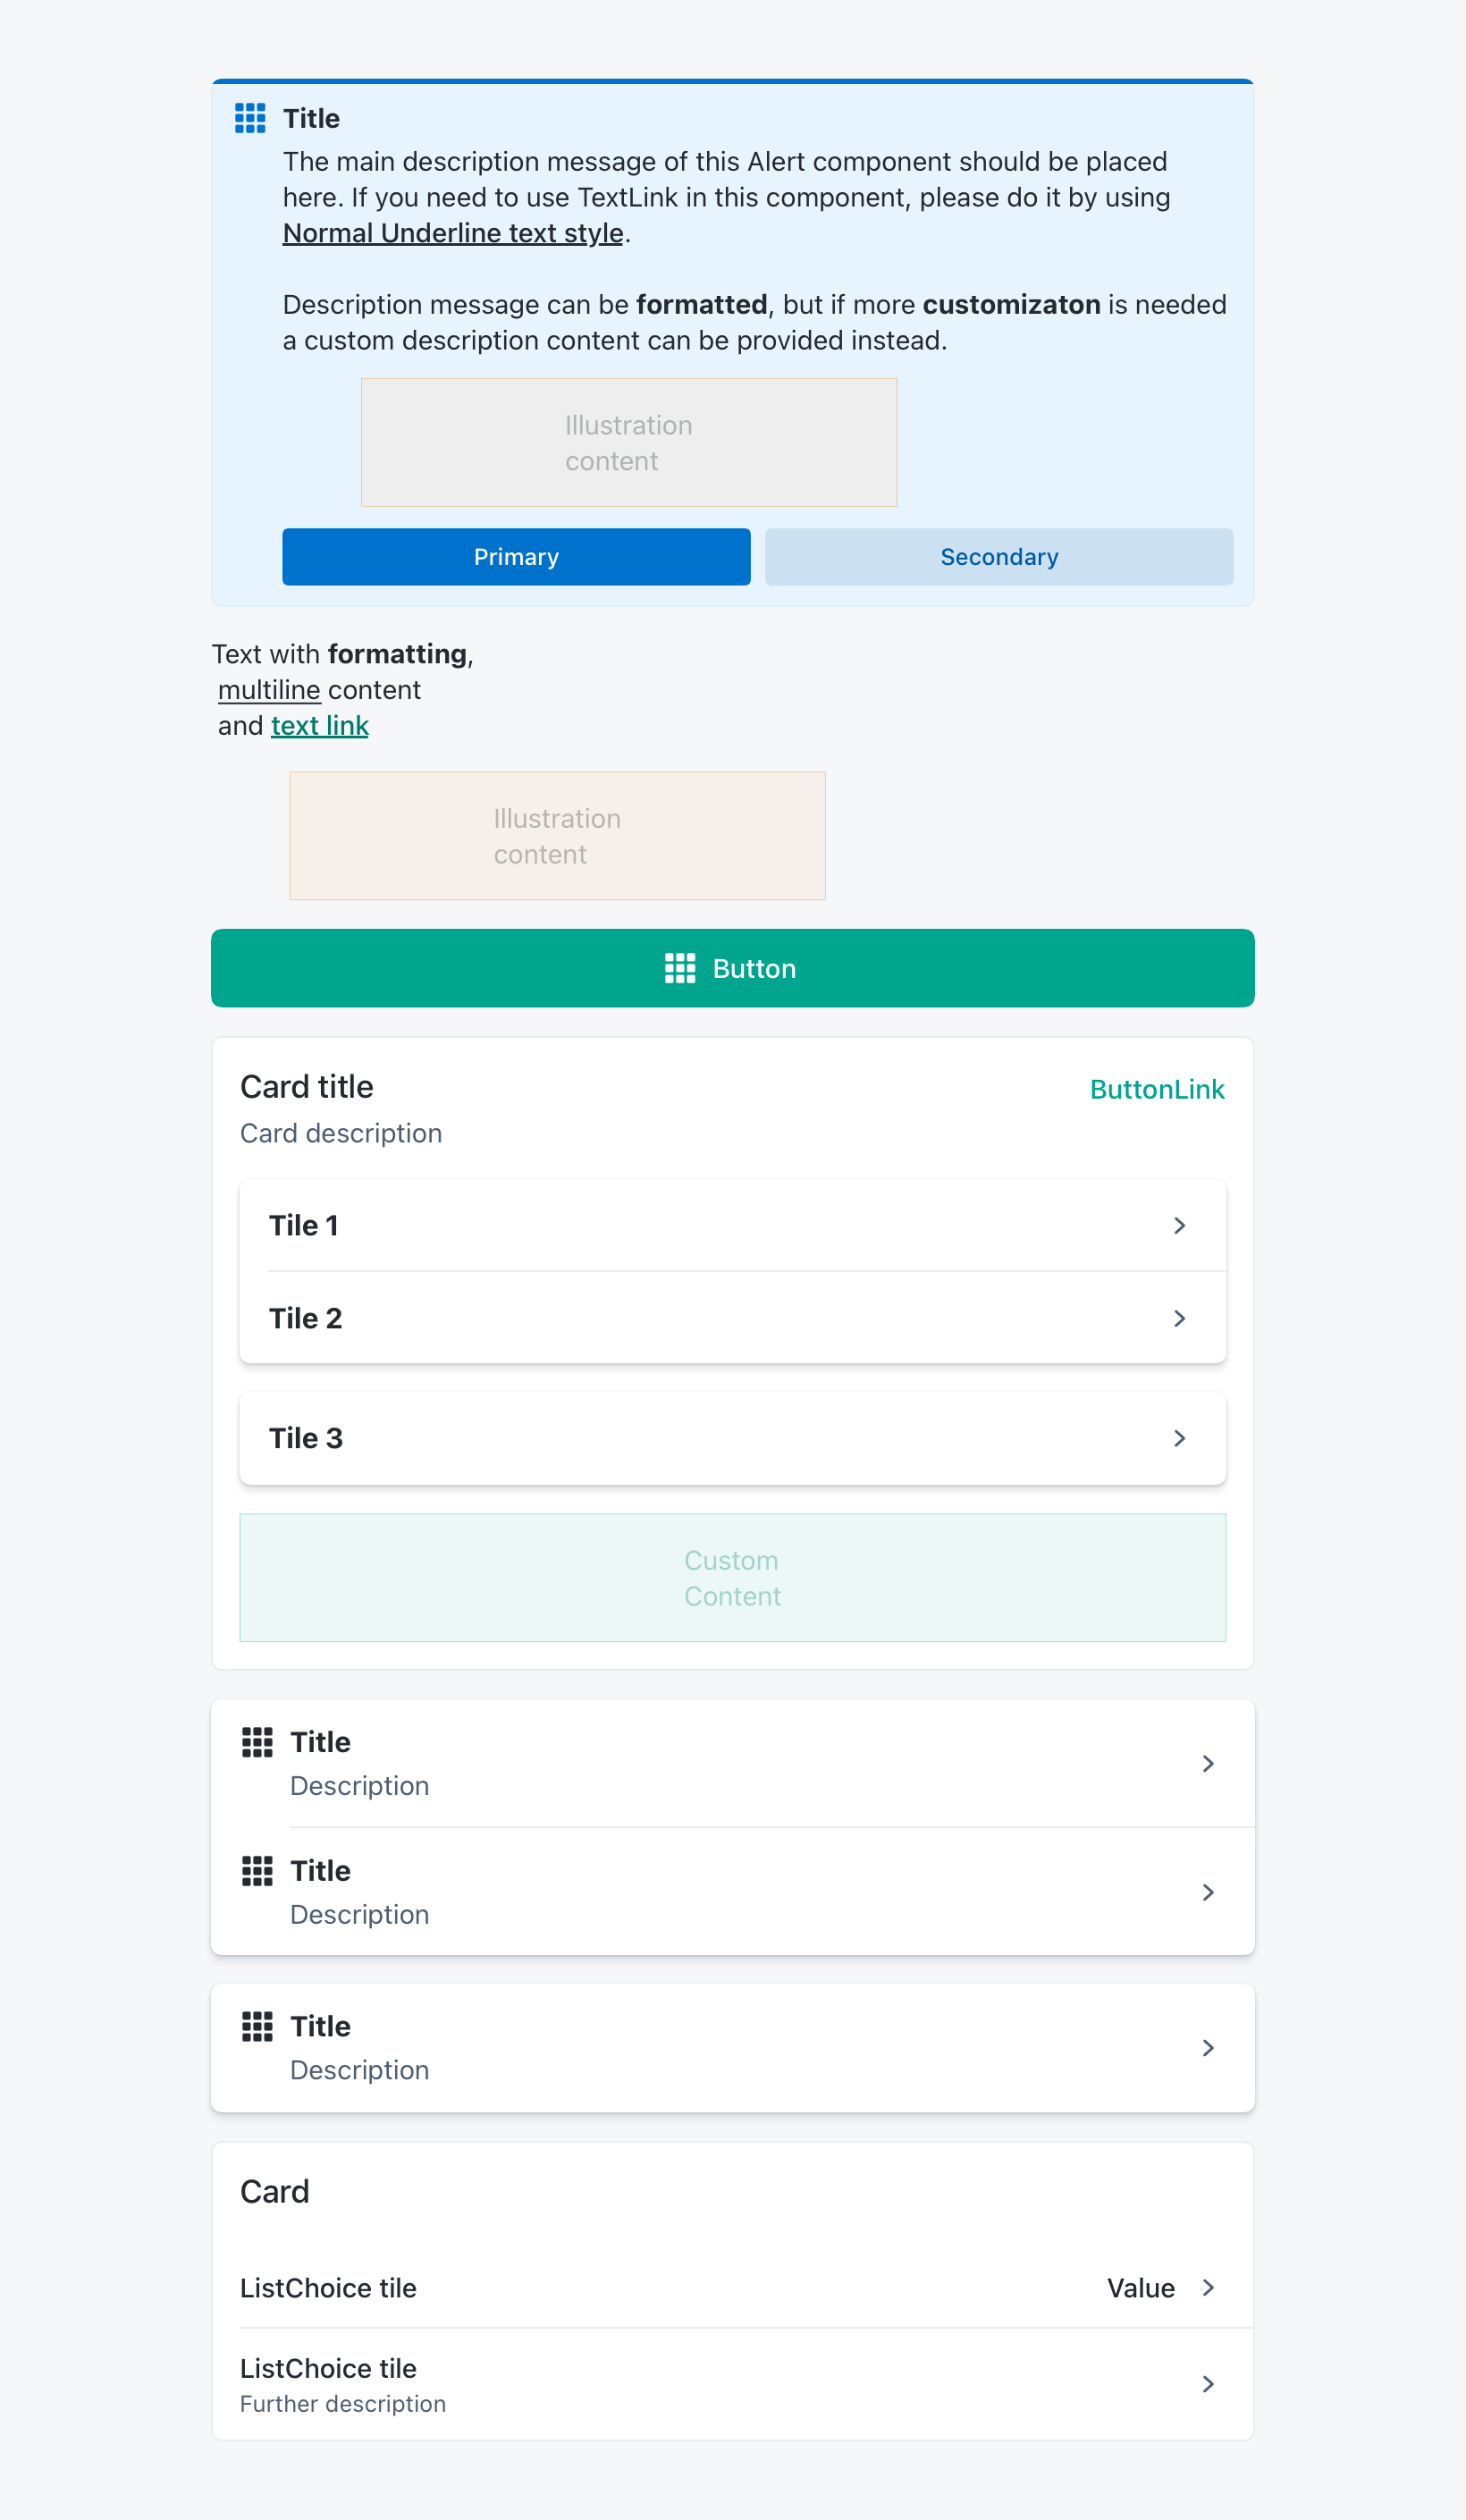 Title
The main description message of this Alert component should be placed
here. If you need to use TextLink in this component, please do it by using
Normal Underline text style.
Description message can be formatted, but if more customizaton is needed
a custom description content can be provided instead.
Illustration
content
Primary
Secondary
Text with formatting,
multiline content
and text link
Illustration
content
Button
Card title
ButtonLink
Card description
Tile 1
Tile 2
Tile 3
Custom
Content
Title
Description
Title
Description
Title
Description
Card
ListChoice tile
Value
ListChoice tile
Further description